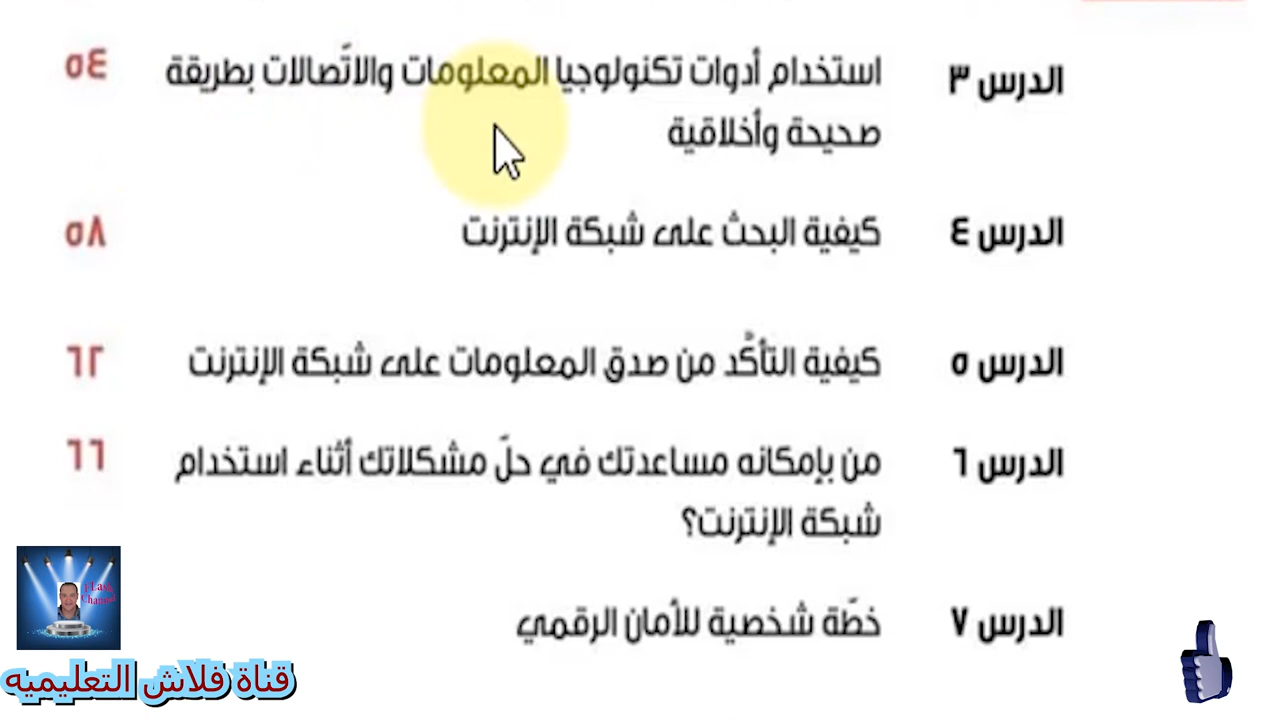 الدرس ٣ استخدام أدوات تكنولوجيا المعلومات والاتّصالات بطريقة ٥٤
صحيحة وأخلاقية
الدرس ٤ كيفية البحث على شبكة الإنترنت ٥٨
الدرس ٥ كيفية التأكُّد من صدق المعلومات على شبكة الإنترنت ٦٢
الدرس ٦ من بإمكانه مساعدتك في حلّ مشكلاتك أثناء استخدام ٦٦
شبكة الإنترنت؟
الدرس ٧ خطّة شخصية للأمان الرقمي
Flash
Channel
قناة فلاش التعليميه